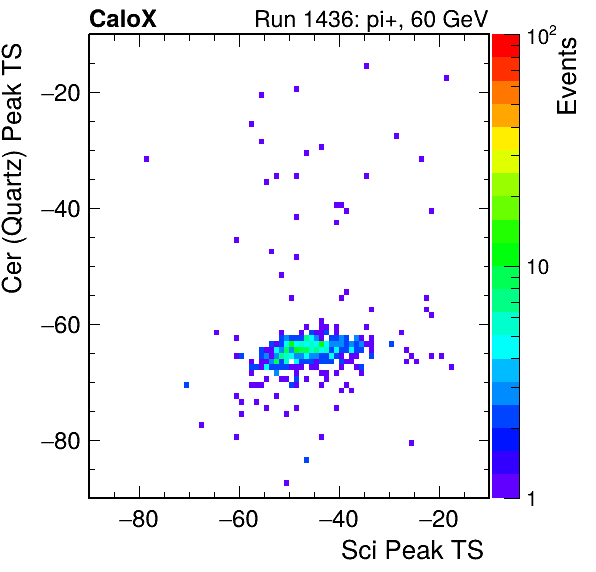 CaloX Run 1436: pi+, 60 GeV
Cer (Quartz) Peak TS
−20
−40
−60
−80
−80 −60 −40 −20
Sci Peak TS
10²
10
1
Events